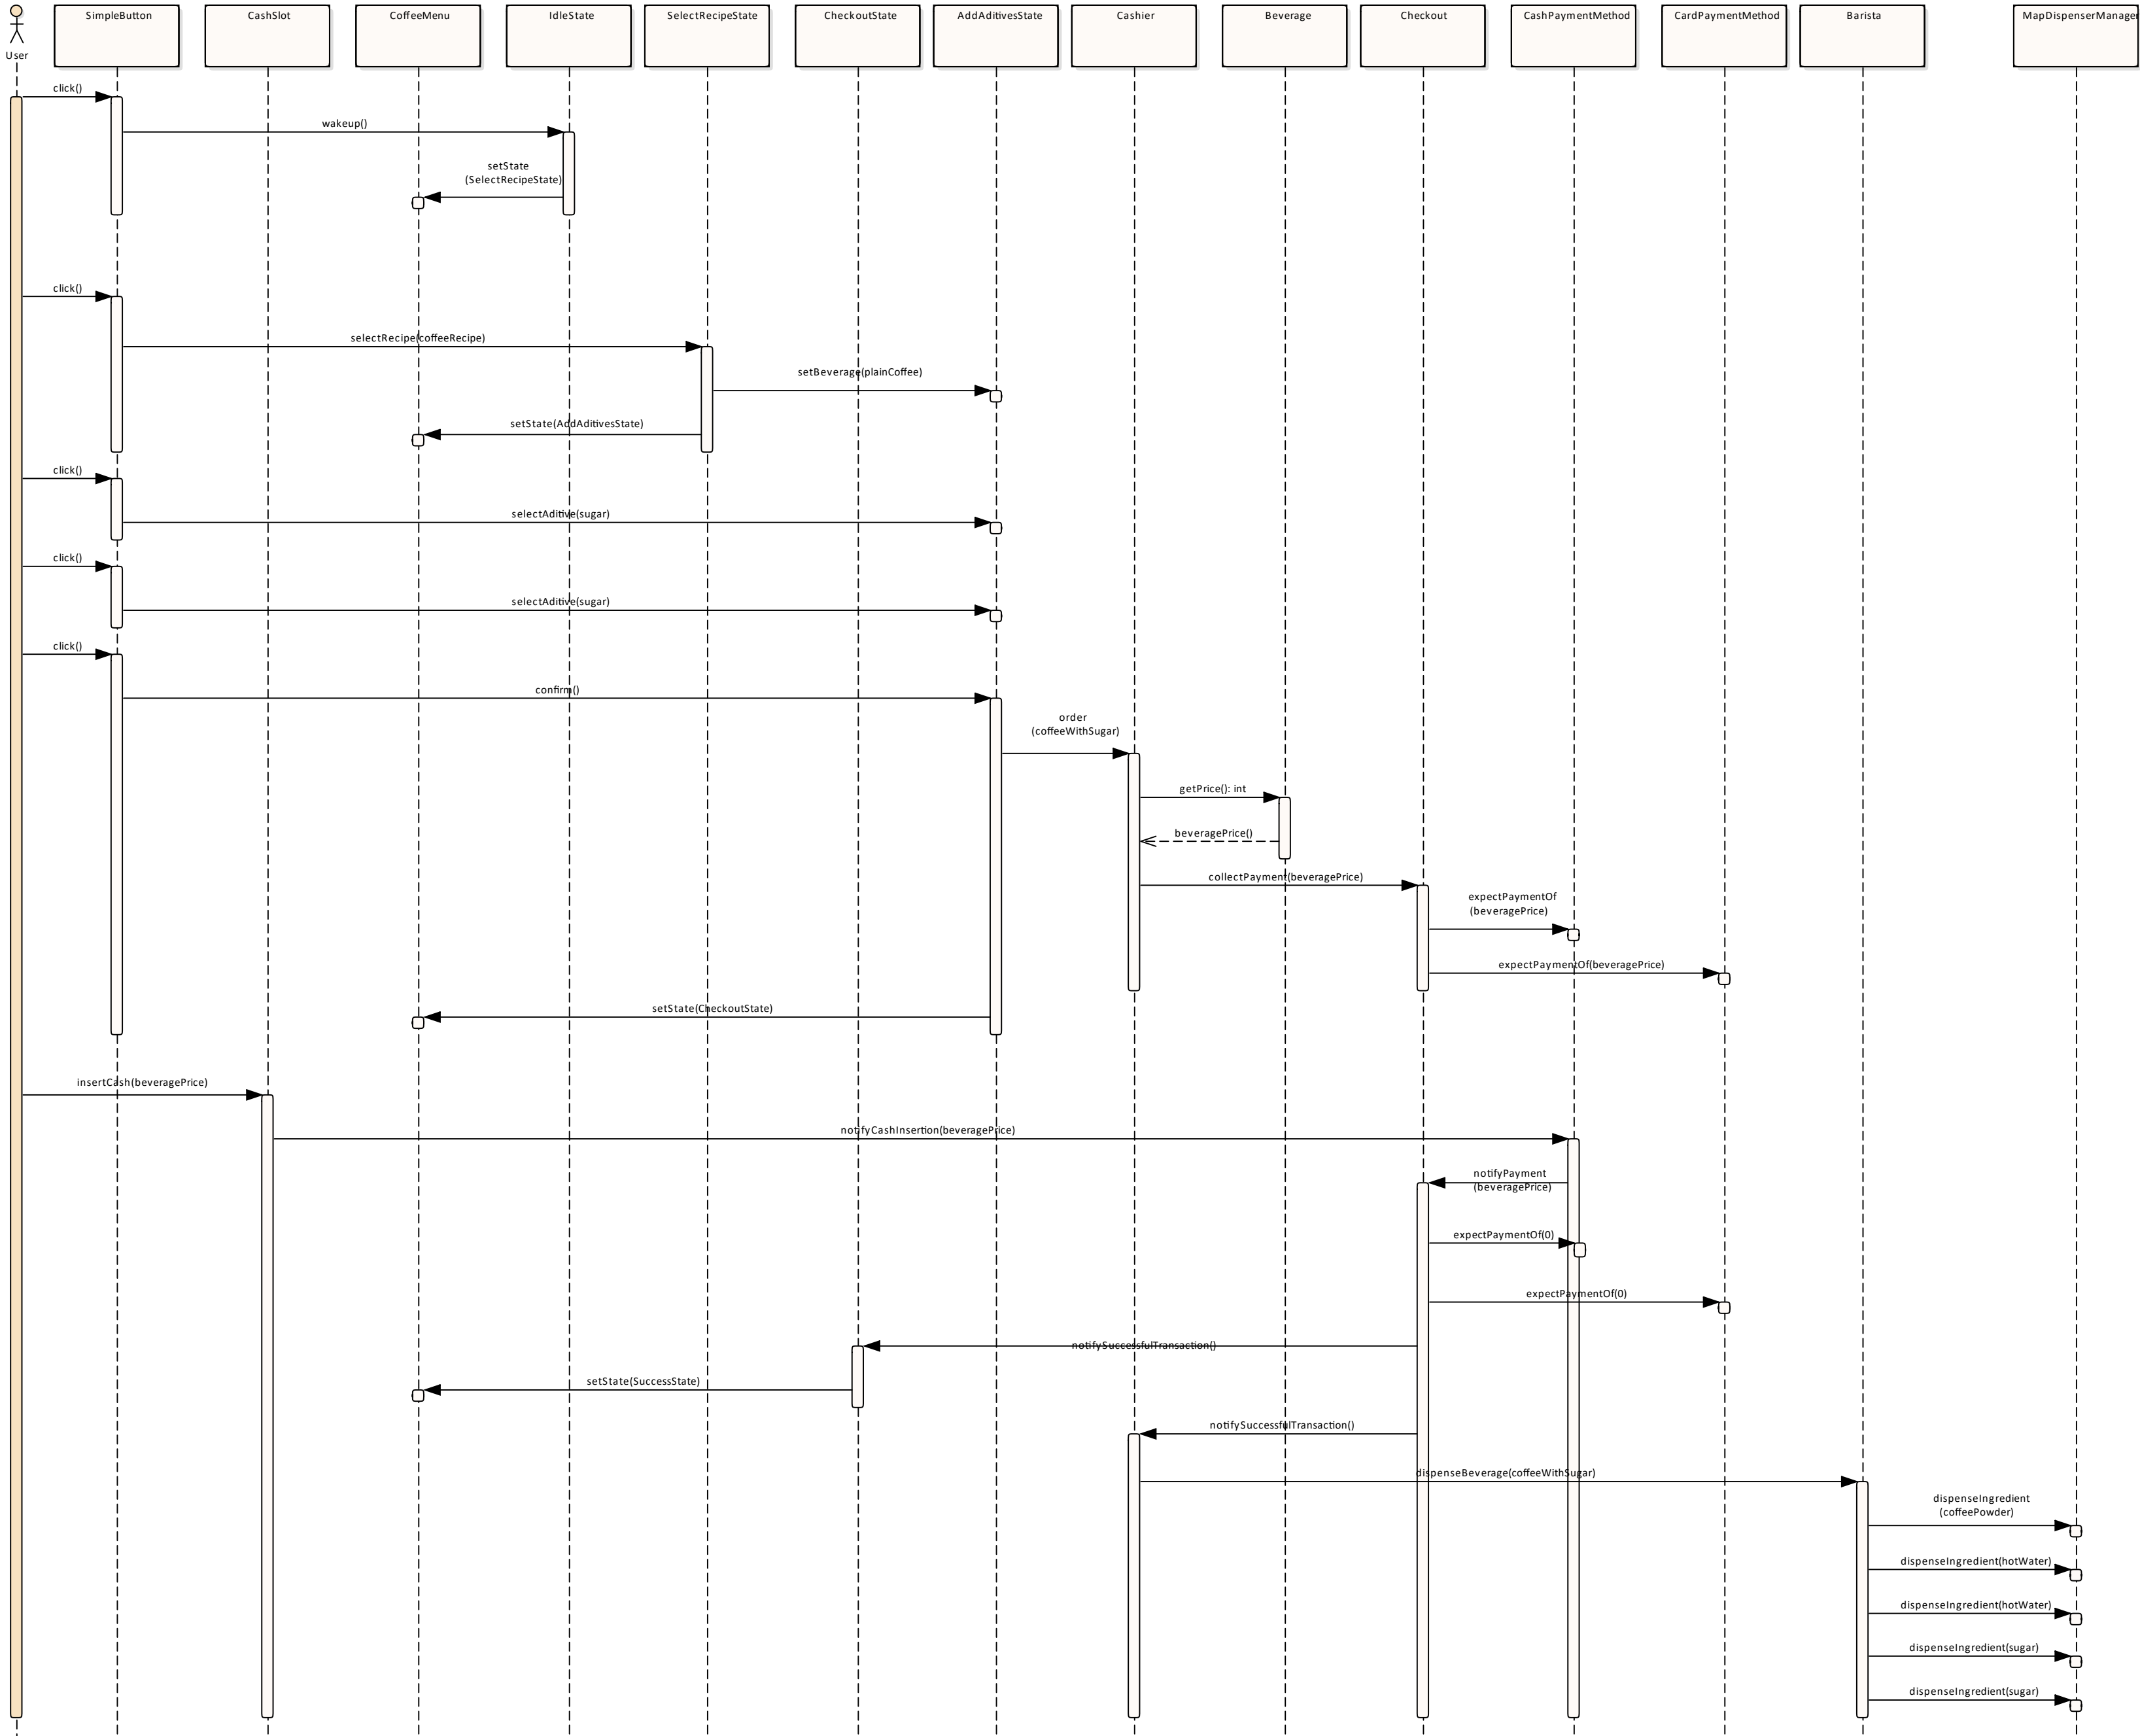 SimpleButton
CashSlot
CoffeeMenu
IdleState
SelectRecipeState
CheckoutState
AddAditivesState
Cashier
Beverage
Checkout
CashPaymentMethod
CardPaymentMethod
Barista
MapDispenserManager
User
click()
wakeup()
setState
(SelectRecipeState)
click()
selectRecipe(coffeeRecipe)
setBeverage(plainCoffee)
setState(AddAditivesState)
click()
selectAditive(sugar)
click()
selectAditive(sugar)
click()
confirm()
order
(coffeeWithSugar)
getPrice(): int
beveragePrice()
collectPayment(beveragePrice)
expectPaymentOf
(beveragePrice)
expectPaymentOf(beveragePrice)
setState(CheckoutState)
insertCash(beveragePrice)
notifyCashInsertion(beveragePrice)
notifyPayment
(beveragePrice)
expectPaymentOf(0)
expectPaymentOf(0)
notifySuccessfulTransaction()
setState(SuccessState)
notifySuccessfulTransaction()
dispenseBeverage(coffeeWithSugar)
dispenseIngredient
(coffeePowder)
dispenseIngredient(hotWater)
dispenseIngredient(hotWater)
dispenseIngredient(sugar)
dispenseIngredient(sugar)